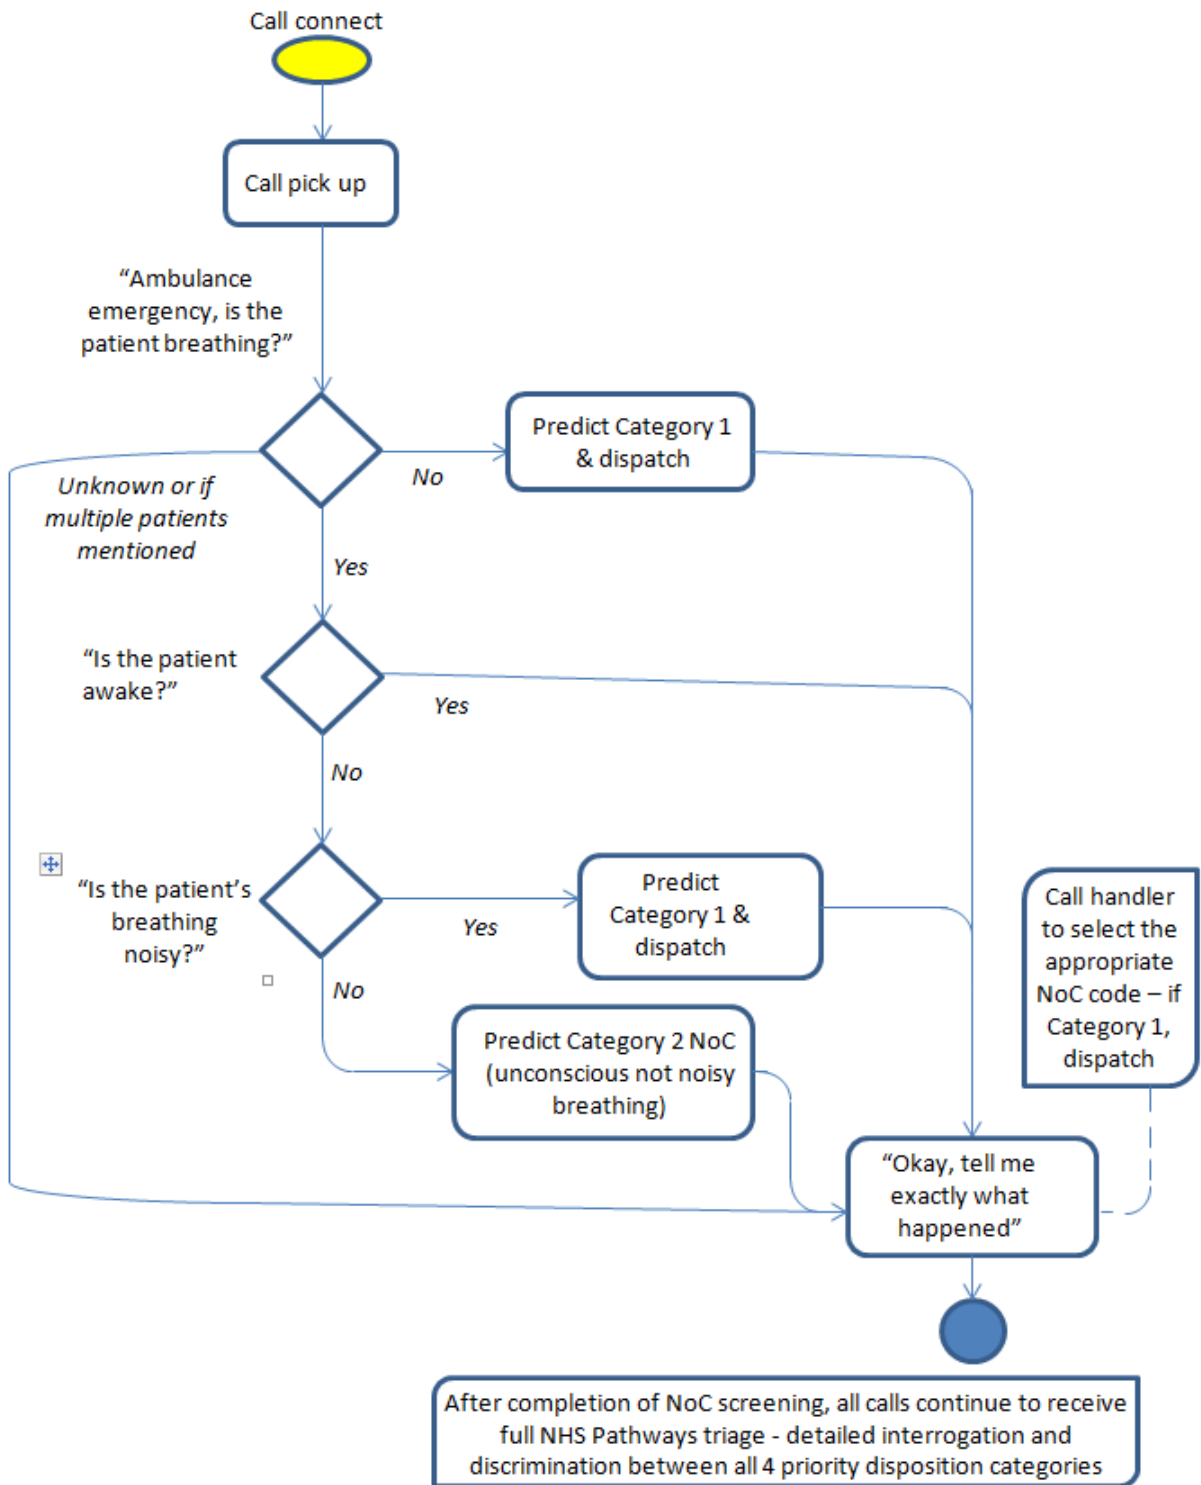 Call connect
Call pick up
“Ambulance
emergency, is the
patient breathing?”
Predict Category 1
& dispatch
No
Unknown or if
multiple patients
mentioned
Yes
“Is the patient
awake?”
Yes
No
“Is the patient’s
breathing
noisy?”
Yes
Predict
Category 1 &
dispatch
No
Call handler
to select the
appropriate
NoC code – if
Category 1,
dispatch
Predict Category 2 NoC
(unconscious not noisy
breathing)
“Okay, tell me
exactly what
happened”
After completion of NoC screening, all calls continue to receive
full NHS Pathways triage - detailed interrogation and
discrimination between all 4 priority disposition categories